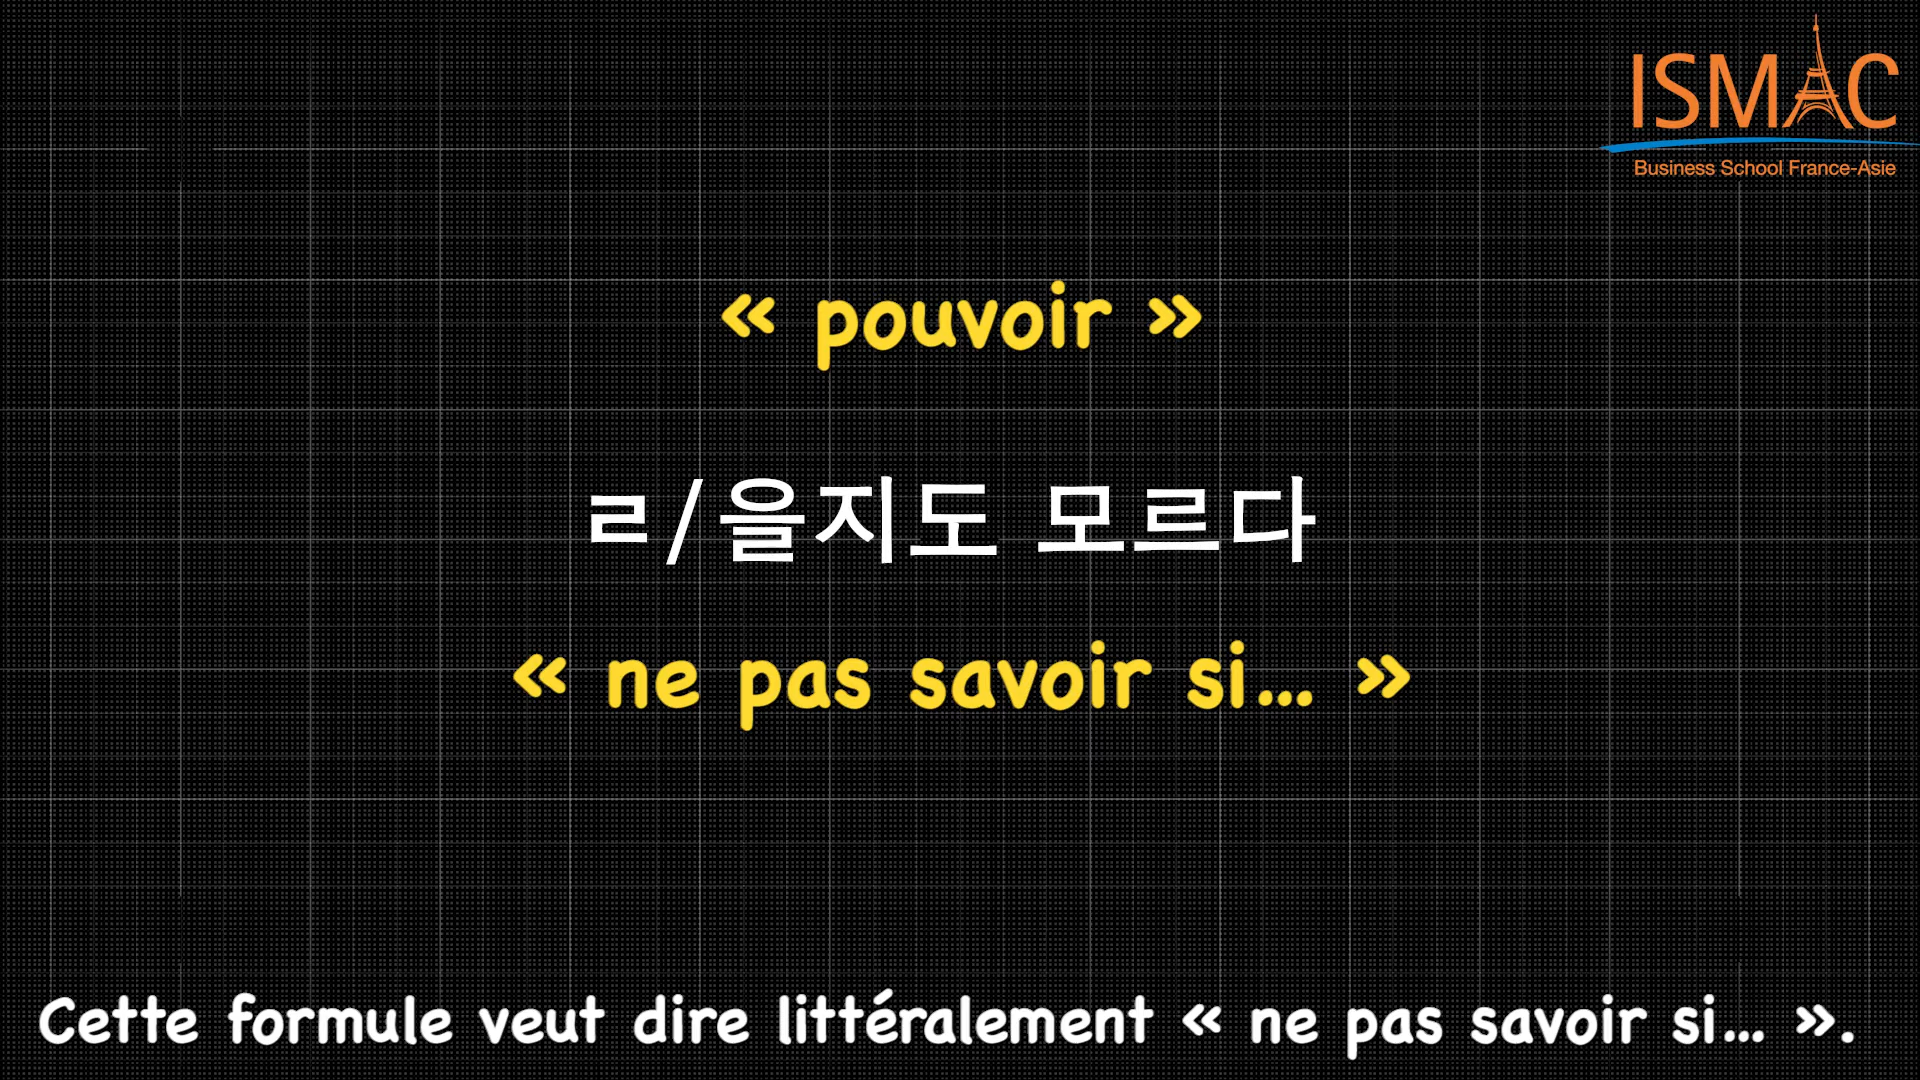 ISMAC
Business School France-Asie
« pouvoir »
ㄹ/을지도 모르다
« ne pas savoir si... »
Cette formule veut dire littéralement « ne pas savoir si... ».